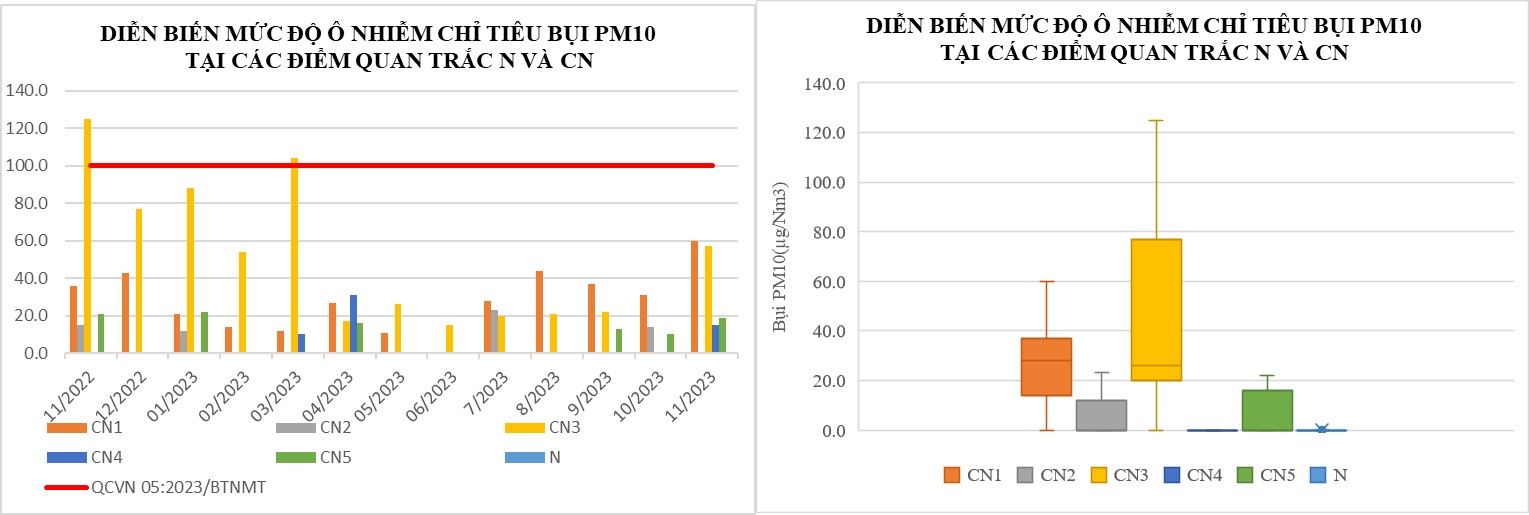 DIỄN BIẾN MỨC ĐỘ Ô NHIỄM CHỈ TIÊU BỤI PM10
TẠI CÁC ĐIỂM QUAN TRẮC N VÀ CN
140.0
120.0
100.0
80.0
60.0
40.0
20.0
0.0
11/2022
12/2022
01/2023
02/2023
03/2023
04/2023
05/2023
06/2023
7/2023
8/2023
9/2023
10/2023
11/2023
CN1
CN2
CN3
CN4
CN5
N
QCVN 05:2023/BTNMT
DIỄN BIẾN MỨC ĐỘ Ô NHIỄM CHỈ TIÊU BỤI PM10
TẠI CÁC ĐIỂM QUAN TRẮC N VÀ CN
Bụi PM10(µg/Nm3)
140.0
120.0
100.0
80.0
60.0
40.0
20.0
0.0
CN1 CN2 CN3 CN4 CN5 N